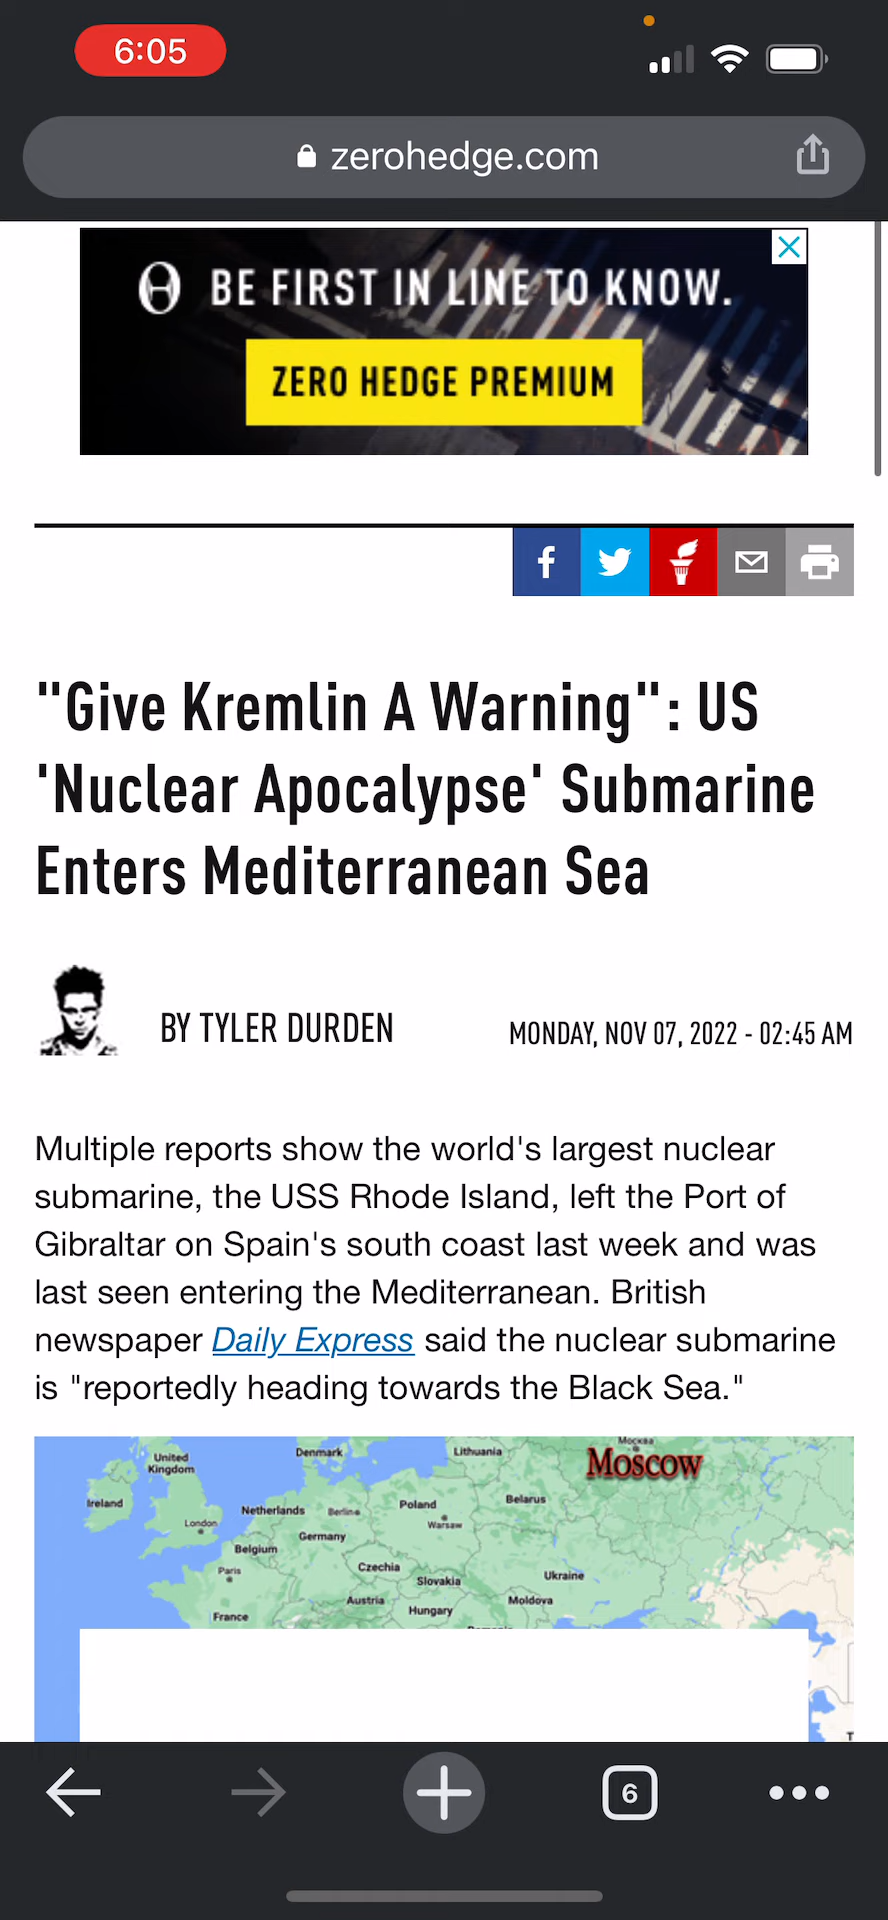 6:05
zerohedge.com
BE FIRST IN LINE TO KNOW.
ZERO HEDGE PREMIUM
"Give Kremlin A Warning": US
'Nuclear Apocalypse' Submarine
Enters Mediterranean Sea
BY TYLER DURDEN
MONDAY, NOV 07, 2022 - 02:45 AM
Multiple reports show the world's largest nuclear
submarine, the USS Rhode Island, left the Port of
Gibraltar on Spain's south coast last week and was
last seen entering the Mediterranean. British
newspaper Daily Express said the nuclear submarine
is "reportedly heading towards the Black Sea."
Москва
Moscow
United
Kingdom
Denmark
Lithuania
Ireland
Netherlands
Berlin
Poland
Belarus
London
Warsaw
Germany
Belgium
Paris
Czechia
Slovakia
Ukraine
Austria
Hungary
Moldova
France
6